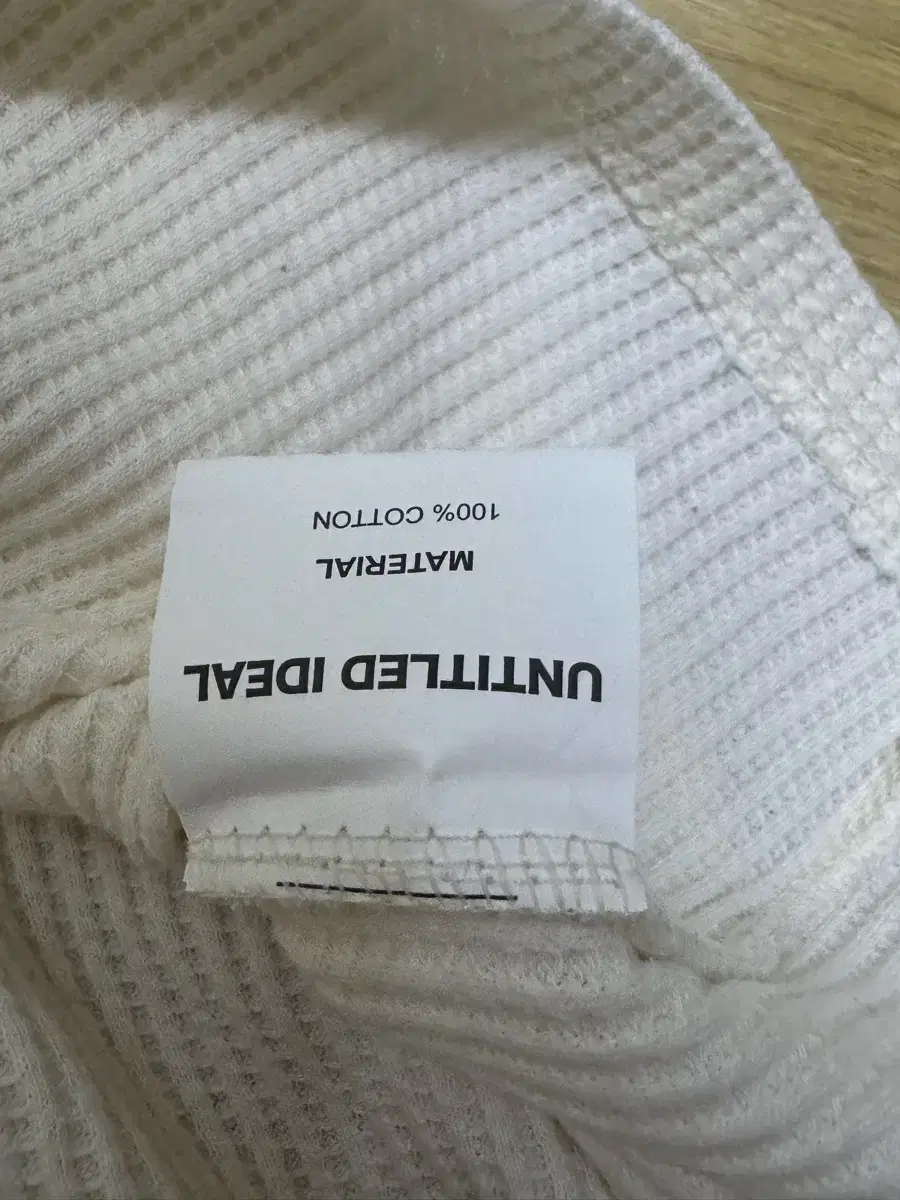 UNTITLED IDEAL
MATERIAL
100% COTTON